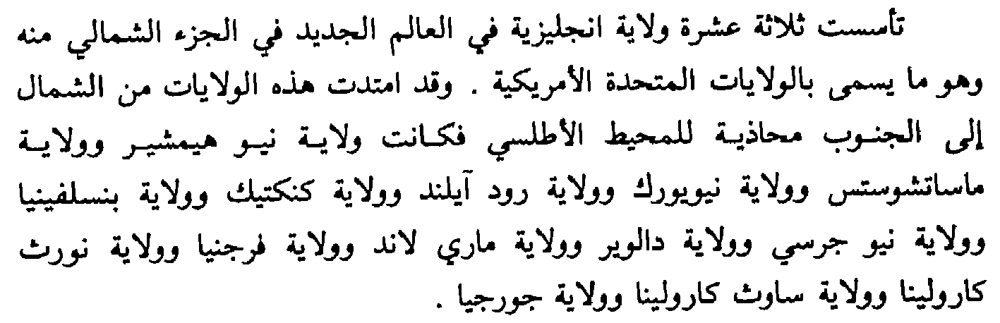 تأسست ثلاثة عشرة ولاية انجليزية في العالم الجديد في الجزء الشمالي منه
وهو ما يسمى بالولايات المتحدة الأمريكية . وقد امتدت هذه الولايات من الشمال
إلى الجنوب محاذية للمحيط الأطلسي فكانت ولاية نيو هيمشير وولاية
ماساتشوستس وولاية نيويورك وولاية رود آيلند وولاية كنكتيك وولاية بنسلفينيا
وولاية نيو جرسي وولاية دالوير وولاية ماري لاند وولاية فرجنيا وولاية نورث
كارولينا وولاية ساوث كارولينا وولاية جورجيا .